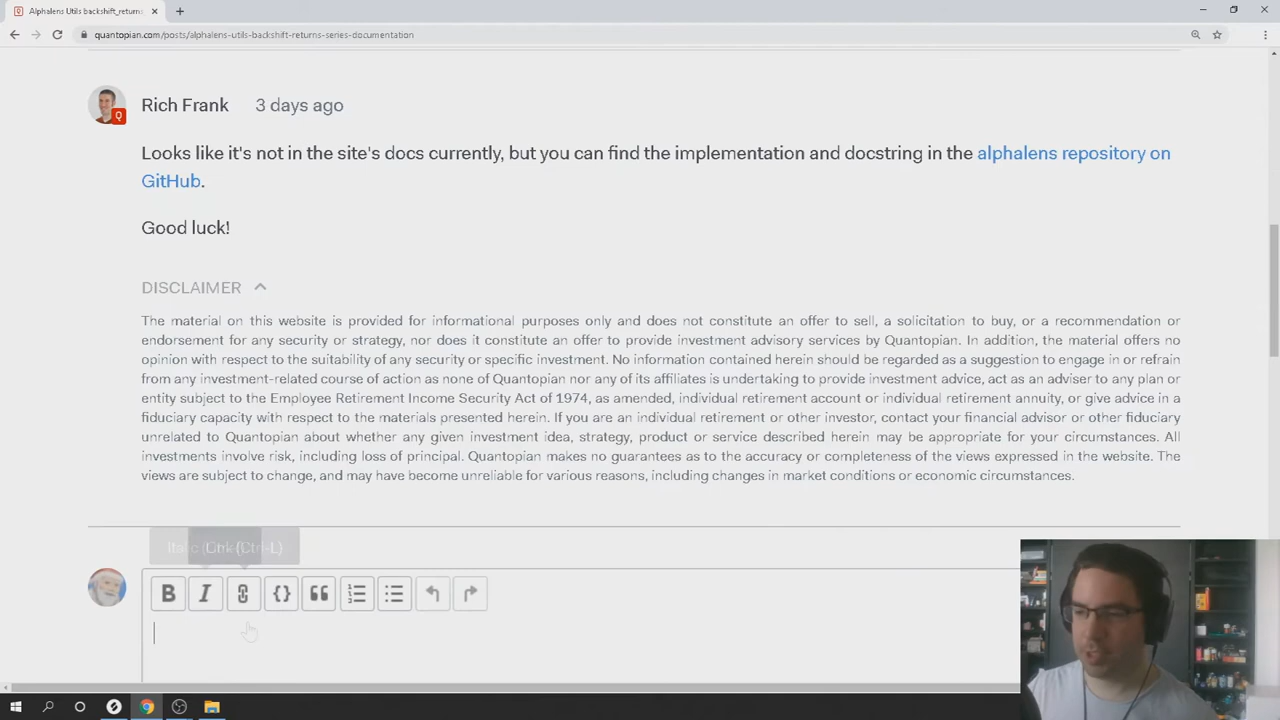 Alphalens Utils backshift_returns
quantopian.com/posts/alphalens-utils-backshift-returns-series-documentation
Rich Frank 3 days ago
Q
Looks like it's not in the site's docs currently, but you can find the implementation and docstring in the alphalens repository on
GitHub.
Good luck!
DISCLAIMER
The material on this website is provided for informational purposes only and does not constitute an offer to sell, a solicitation to buy, or a recommendation or
endorsement for any security or strategy, nor does it constitute an offer to provide investment advisory services by Quantopian. In addition, the material offers no
opinion with respect to the suitability of any security or specific investment. No information contained herein should be regarded as a suggestion to engage in or refrain
from any investment-related course of action as none of Quantopian nor any of its affiliates is undertaking to provide investment advice, act as an adviser to any plan or
entity subject to the Employee Retirement Income Security Act of 1974, as amended, individual retirement account or individual retirement annuity, or give advice in a
fiduciary capacity with respect to the materials presented herein. If you are an individual retirement or other investor, contact your financial advisor or other fiduciary
unrelated to Quantopian about whether any given investment idea, strategy, product or service described herein may be appropriate for your circumstances. All
investments involve risk, including loss of principal. Quantopian makes no guarantees as to the accuracy or completeness of the views expressed in the website. The
views are subject to change, and may have become unreliable for various reasons, including changes in market conditions or economic circumstances.
Link (Ctrl-L)
B I {}